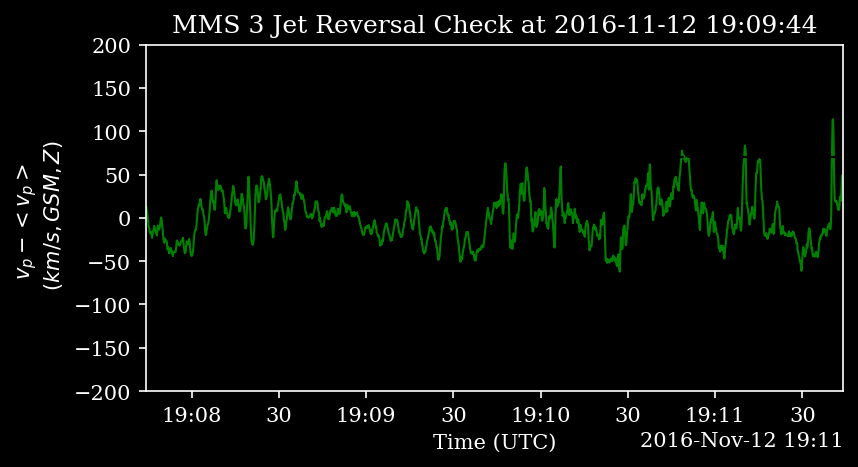 MMS 3 Jet Reversal Check at 2016-11-12 19:09:44
200
150
100
50
0
−50
−100
−150
−200
v_p − <v_p>
(km/s, GSM, Z)
19:08 30 19:09 30 19:10 30 19:11 30
Time (UTC) 2016-Nov-12 19:11